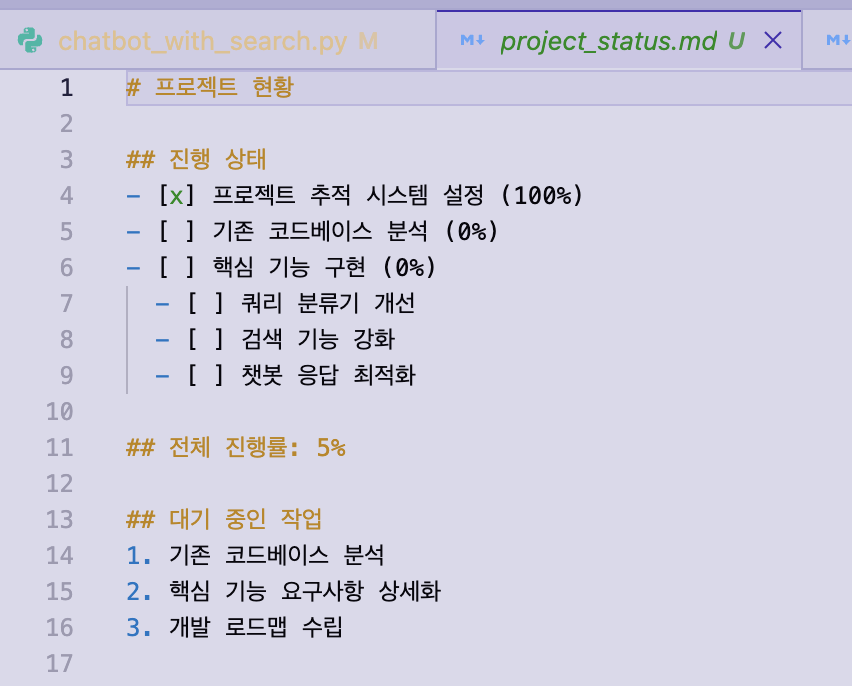 chatbot_with_search.py M
project_status.md U
1 # 프로젝트 현황
2
3 ## 진행 상태
4 - [x] 프로젝트 추적 시스템 설정 (100%)
5 - [ ] 기존 코드베이스 분석 (0%)
6 - [ ] 핵심 기능 구현 (0%)
7 - [ ] 쿼리 분류기 개선
8 - [ ] 검색 기능 강화
9 - [ ] 챗봇 응답 최적화
10
11 ## 전체 진행률: 5%
12
13 ## 대기 중인 작업
14 1. 기존 코드베이스 분석
15 2. 핵심 기능 요구사항 상세화
16 3. 개발 로드맵 수립
17